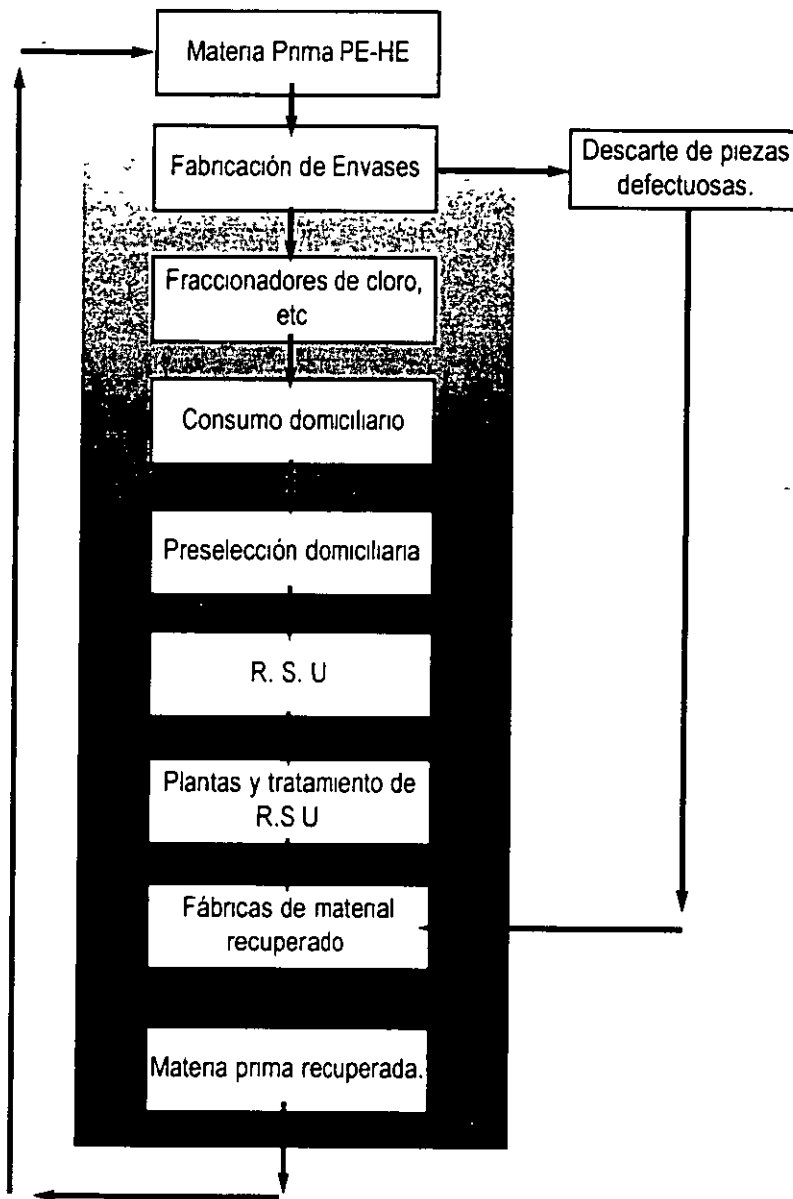 Materia Prima PE-HE
Fabricación de Envases
Descarte de piezas
defectuosas.
Fraccionadores de cloro,
etc
Consumo domiciliario
Preselección domiciliaria
R. S. U
Plantas y tratamiento de
R.S U
Fábricas de material
recuperado
Materia prima recuperada.